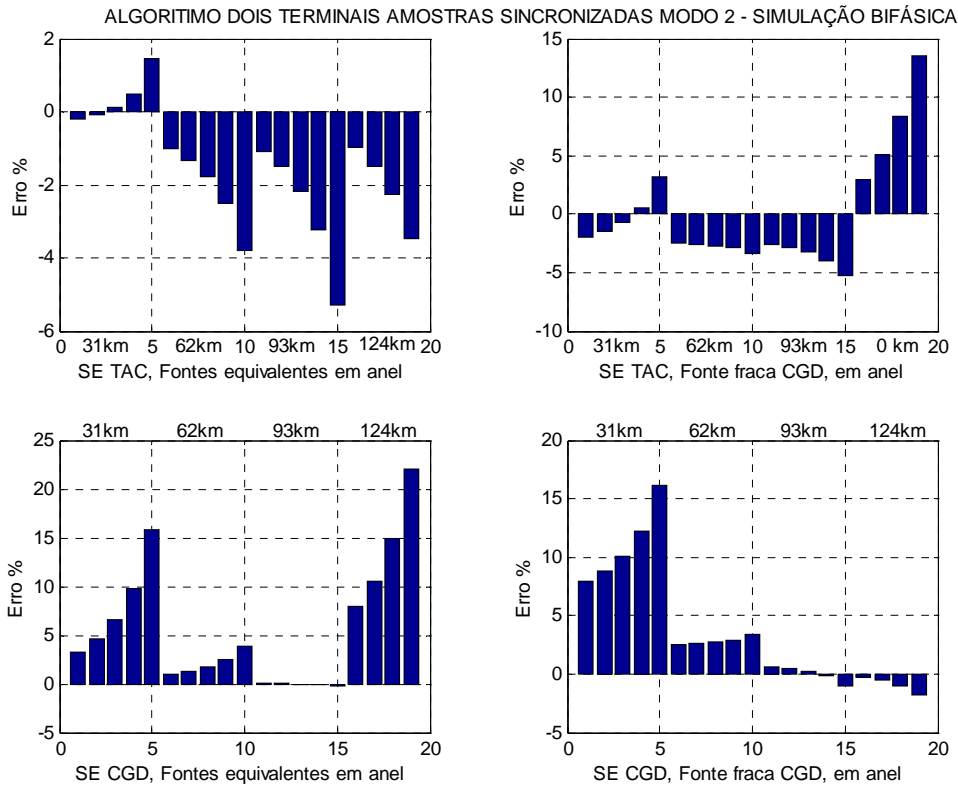 ALGORITIMO DOIS TERMINAIS AMOSTRAS SINCRONIZADAS MODO 2 - SIMULAÇÃO BIFÁSICA
2
0
-2
-4
-6
Erro %
0 31km 5 62km 10 93km 15 124km 20
SE TAC, Fontes equivalentes em anel
15
10
5
0
-5
-10
Erro %
0 31km 5 62km 10 93km 15 0 km 20
SE TAC, Fonte fraca CGD, em anel
31km 62km 93km 124km
25
20
15
10
5
0
-5
Erro %
0 5 10 15 20
SE CGD, Fontes equivalentes em anel
31km 62km 93km 124km
20
15
10
5
0
-5
Erro %
0 5 10 15 20
SE CGD, Fonte fraca CGD, em anel